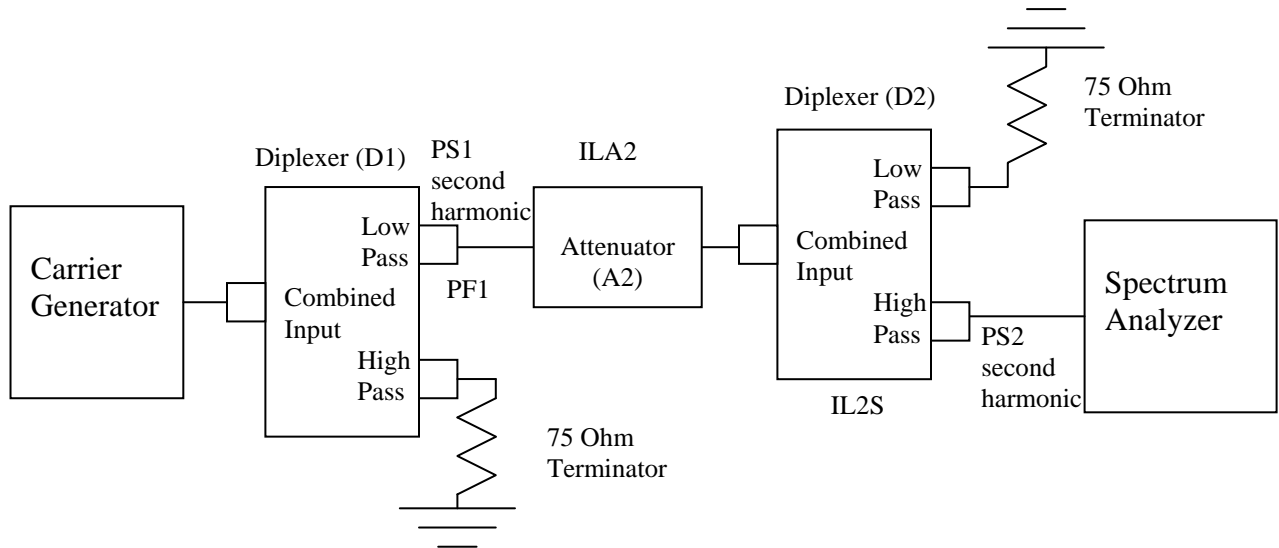 Carrier
Generator
Diplexer (D1)
Combined
Input
Low
Pass
High
Pass
PS1
second
harmonic
PF1
75 Ohm
Terminator
ILA2
Attenuator
(A2)
Diplexer (D2)
Combined
Input
Low
Pass
High
Pass
IL2S
75 Ohm
Terminator
PS2
second
harmonic
Spectrum
Analyzer